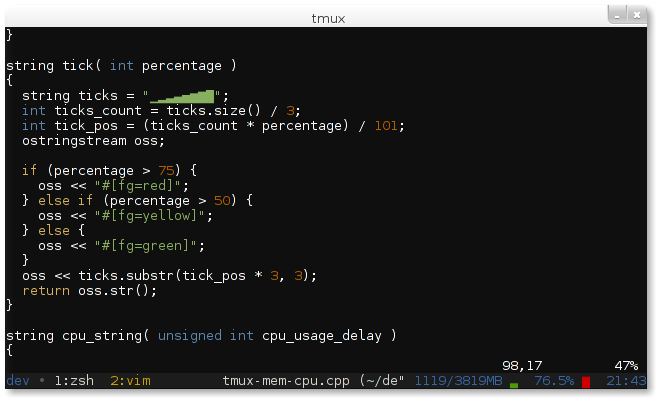 tmux
}
string tick( int percentage )
{
  string ticks = "▁▂▃▄▅▆▇█";
  int ticks_count = ticks.size() / 3;
  int tick_pos = (ticks_count * percentage) / 101;
  ostringstream oss;
  if (percentage > 75) {
    oss << "#[fg=red]";
  } else if (percentage > 50) {
    oss << "#[fg=yellow]";
  } else {
    oss << "#[fg=green]";
  }
  oss << ticks.substr(tick_pos * 3, 3);
  return oss.str();
}
string cpu_string( unsigned int cpu_usage_delay )
{
98,17 47%
dev • 1:zsh 2:vim tmux-mem-cpu.cpp (~/de" 1119/3819MB ▂ 76.5% ▆ 21:43